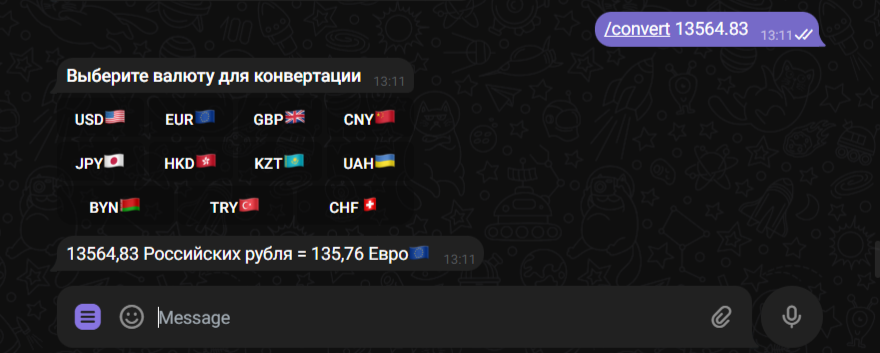 /convert 13564.83 13:11
Выберите валюту для конвертации 13:11
USD🇺🇸 EUR🇪🇺 GBP🇬🇧 CNY🇨🇳
JPY🇯🇵 HKD🇭🇰 KZT🇰🇿 UAH🇺🇦
BYN🇧🇾 TRY🇹🇷 CHF🇨🇭
13564,83 Российских рубля = 135,76 Евро🇪🇺 13:11
Message